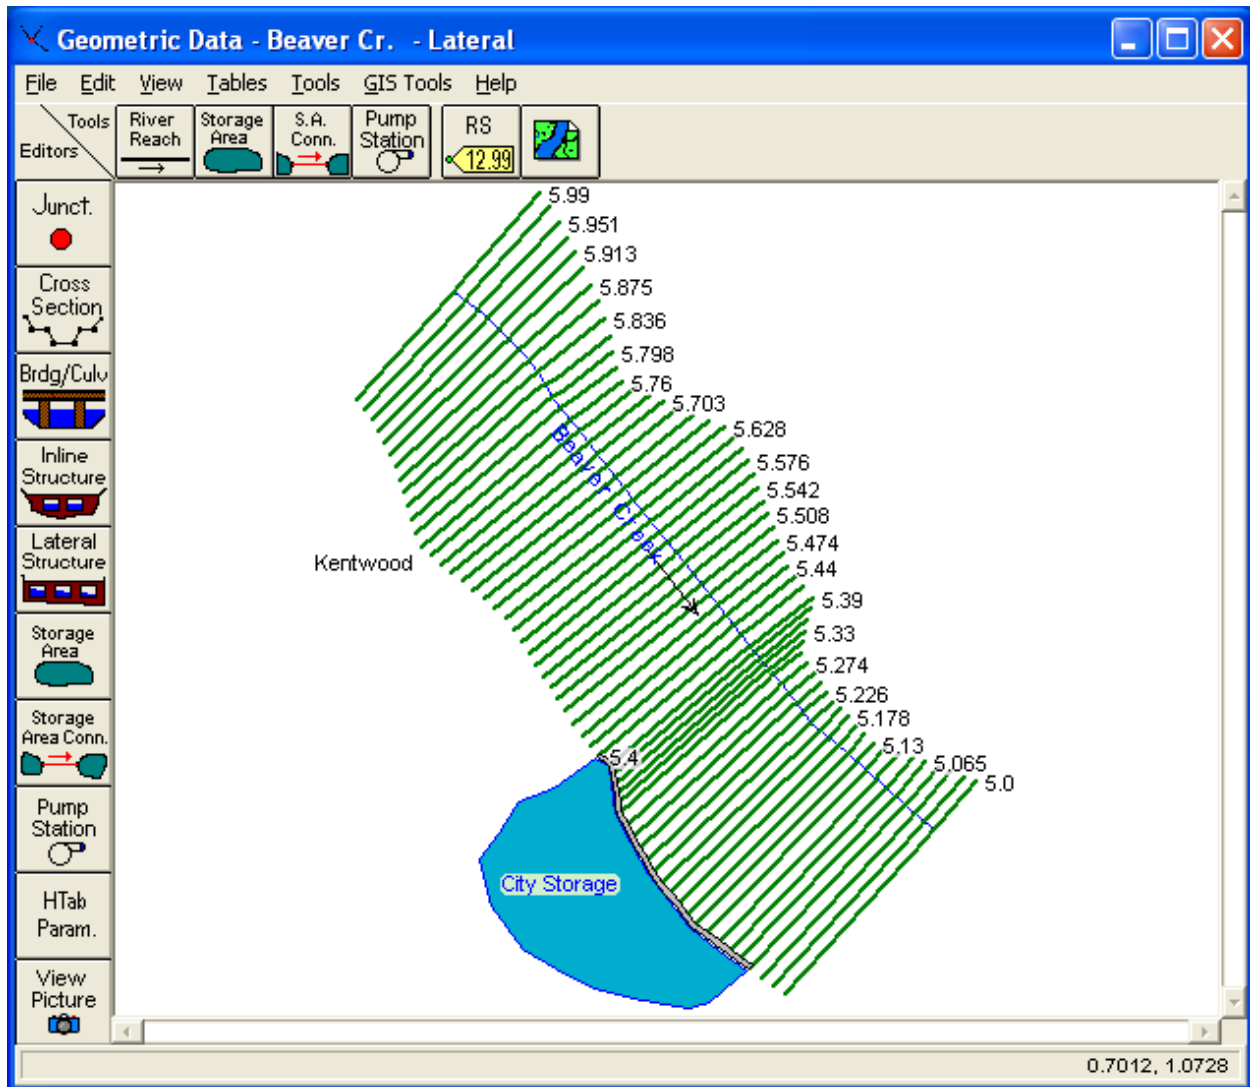 Geometric Data - Beaver Cr. - Lateral
File Edit View Tables Tools GIS Tools Help
Tools
Editors
River
Reach
Storage
Area
S.A.
Conn.
Pump
Station
RS
12.99
Junct.
Cross
Section
Brdg/Culv
Inline
Structure
Lateral
Structure
Storage
Area
Storage
Area Conn.
Pump
Station
HTab
Param.
View
Picture
5.99
5.951
5.913
5.875
5.836
5.798
5.76
5.703
5.628
5.576
5.542
5.508
5.474
5.44
5.39
5.33
5.274
5.226
5.178
5.13
5.065
5.0
Beaver Creek
Kentwood
5.4
City Storage
0.7012, 1.0728